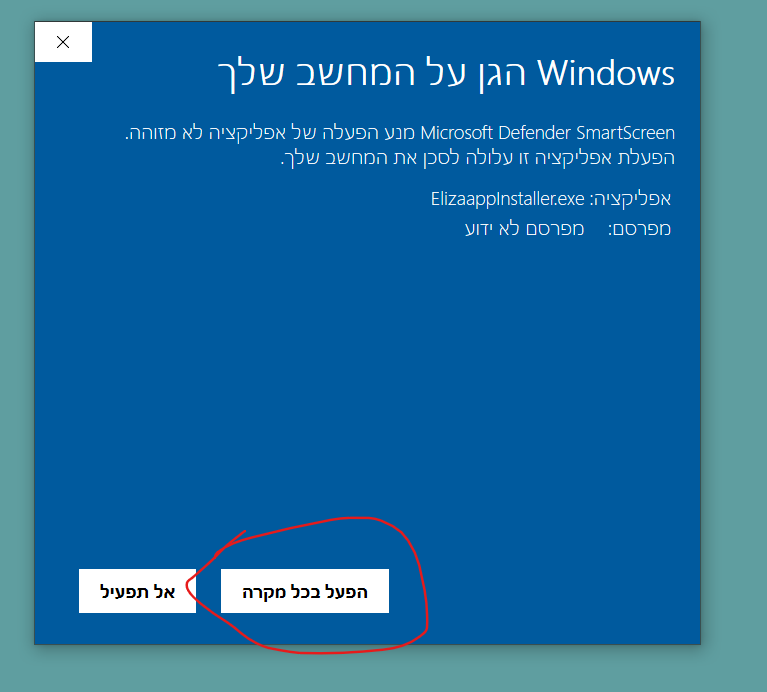 Windows הגן על המחשב שלך
Microsoft Defender SmartScreen מנע הפעלה של אפליקציה לא מזוהה.
הפעלת אפליקציה זו עלולה לסכן את המחשב שלך.
אפליקציה: ElizaappInstaller.exe
מפרסם: מפרסם לא ידוע
הפעל בכל מקרה
אל תפעיל